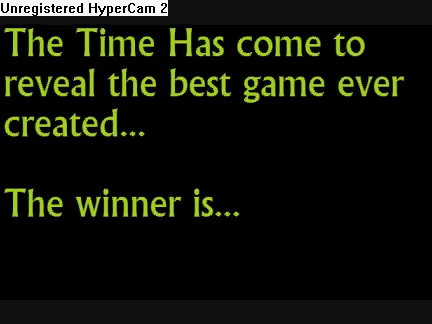 Unregistered HyperCam 2
The Time Has come to
reveal the best game ever
created...
The winner is...